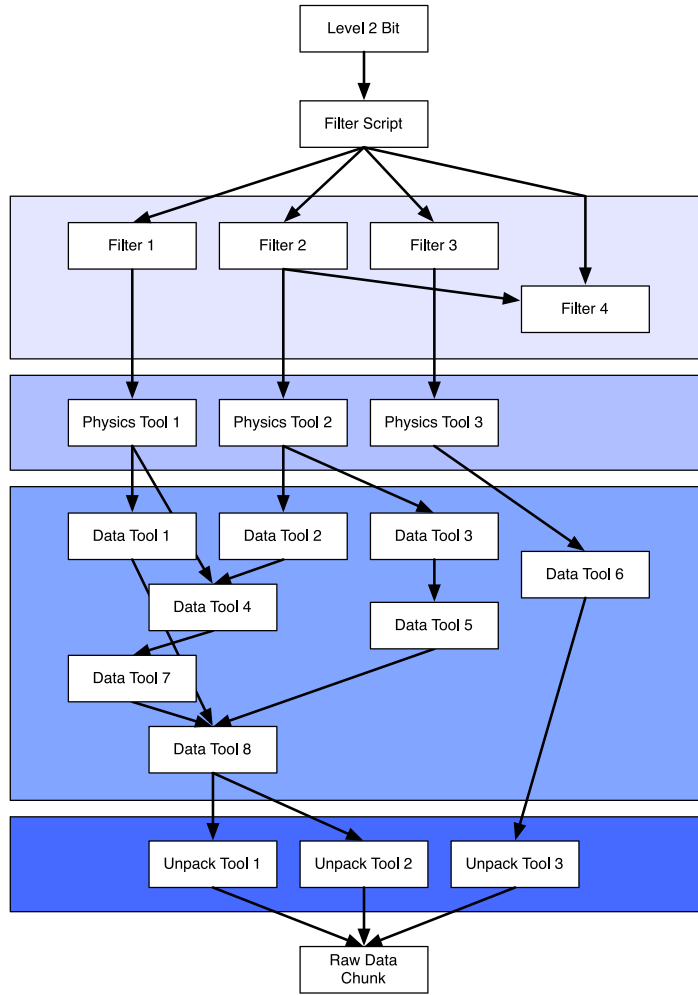 Level 2 Bit
Filter Script
Filter 1
Filter 2
Filter 3
Filter 4
Physics Tool 1
Physics Tool 2
Physics Tool 3
Data Tool 1
Data Tool 2
Data Tool 3
Data Tool 6
Data Tool 4
Data Tool 5
Data Tool 7
Data Tool 8
Unpack Tool 1
Unpack Tool 2
Unpack Tool 3
Raw Data
Chunk